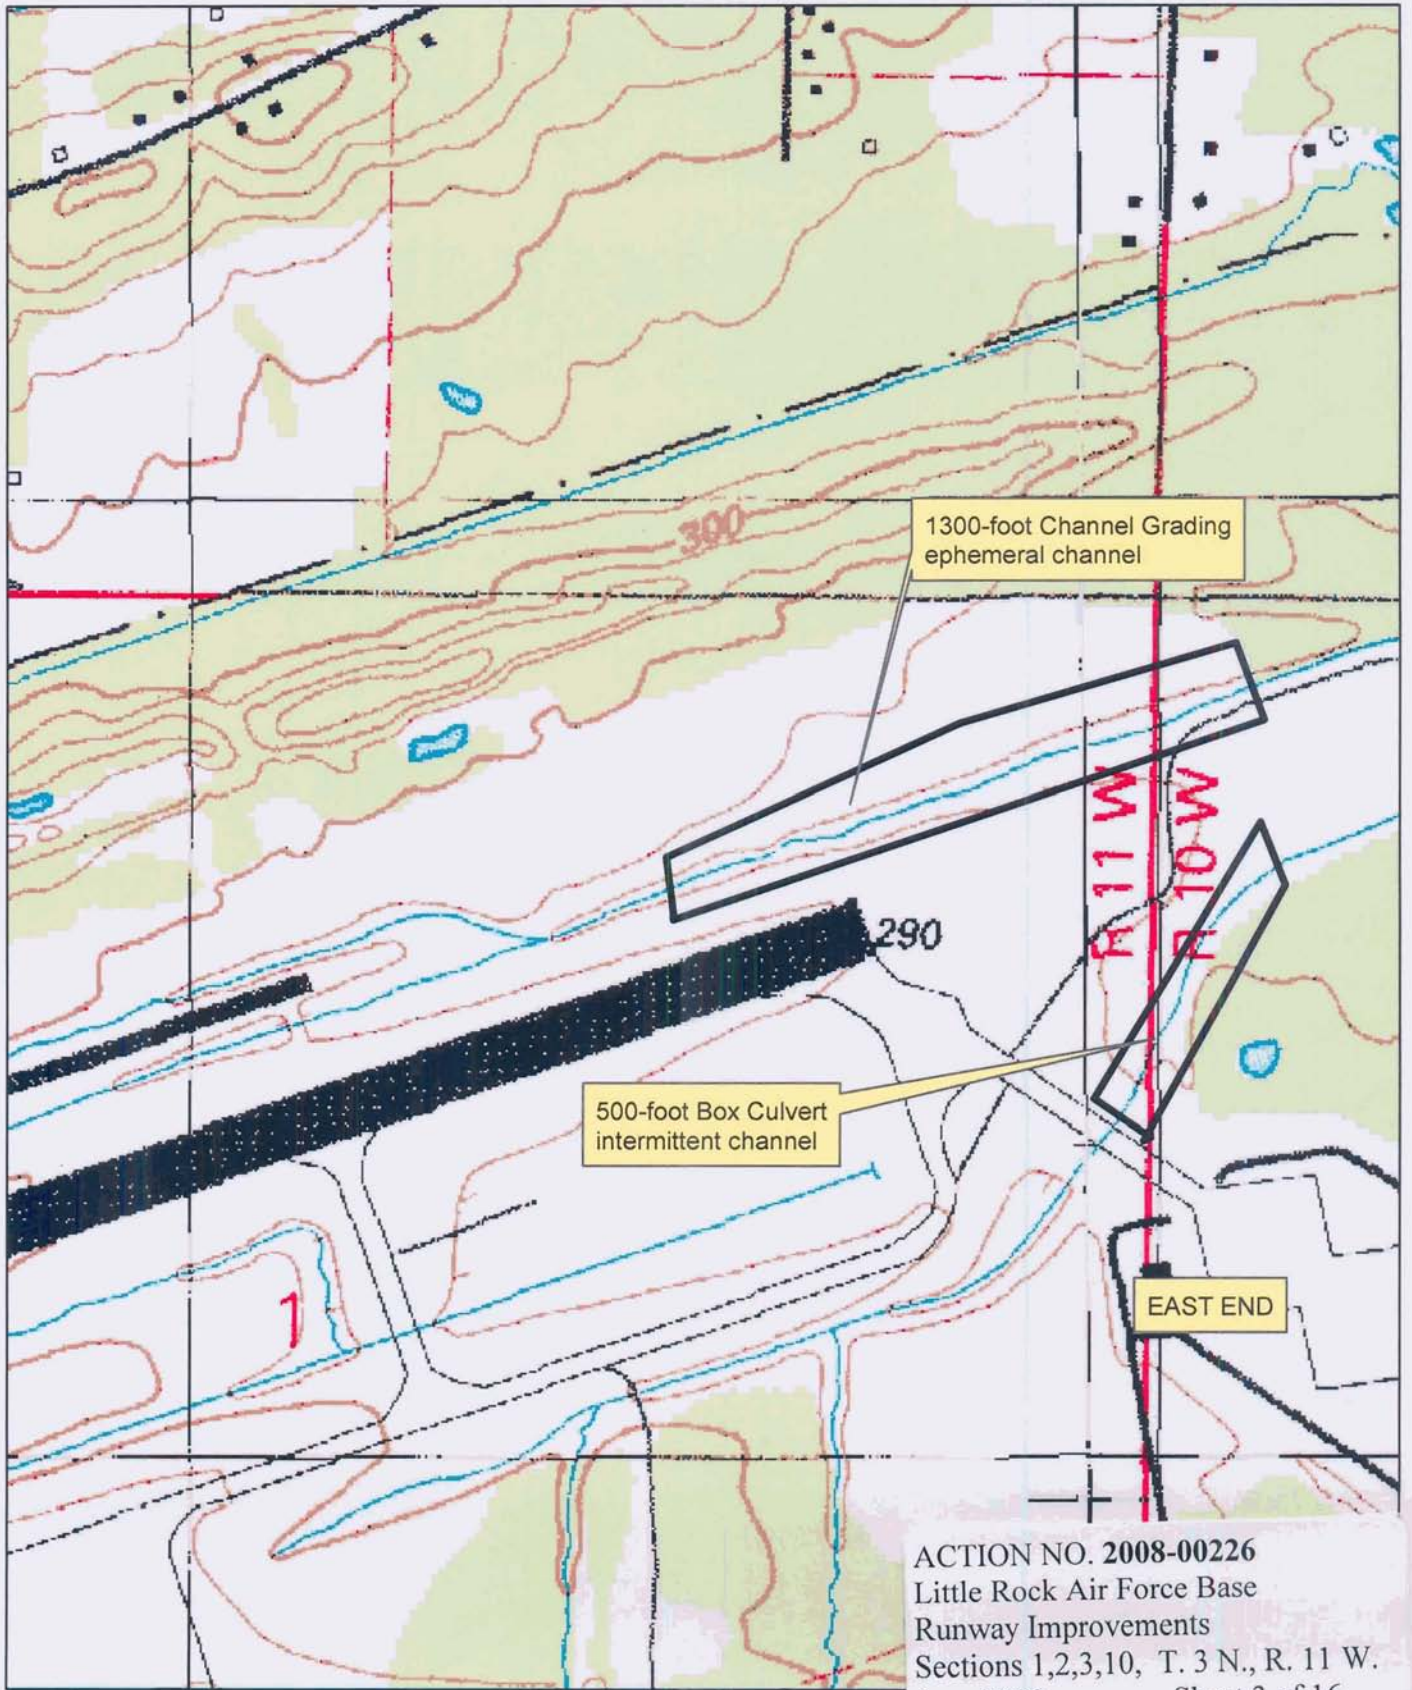 300
1300-foot Channel Grading
ephemeral channel
R 11 W
R 10 W
290
500-foot Box Culvert
intermittent channel
1
EAST END
ACTION NO. 2008-00226
Little Rock Air Force Base
Runway Improvements
Sections 1,2,3,10, T. 3 N., R. 11 W.